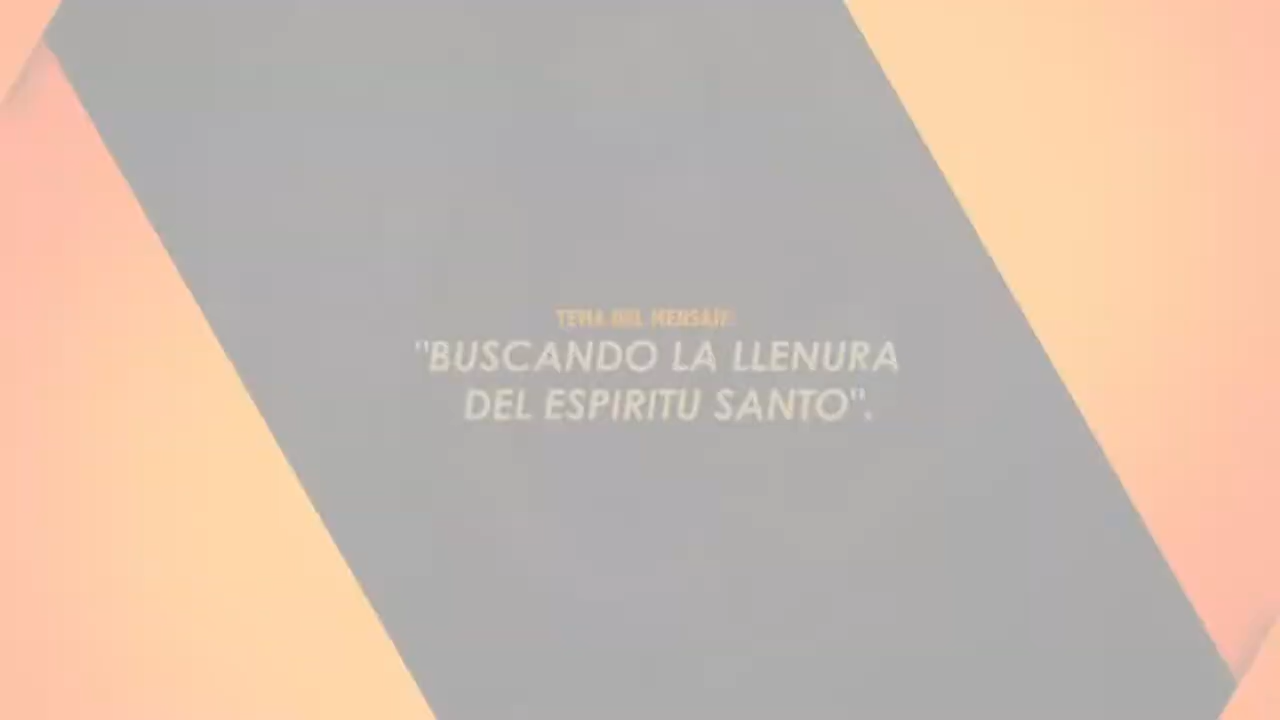 TEMA DEL MENSAJE:
"BUSCANDO LA LLENURA
DEL ESPIRITU SANTO".